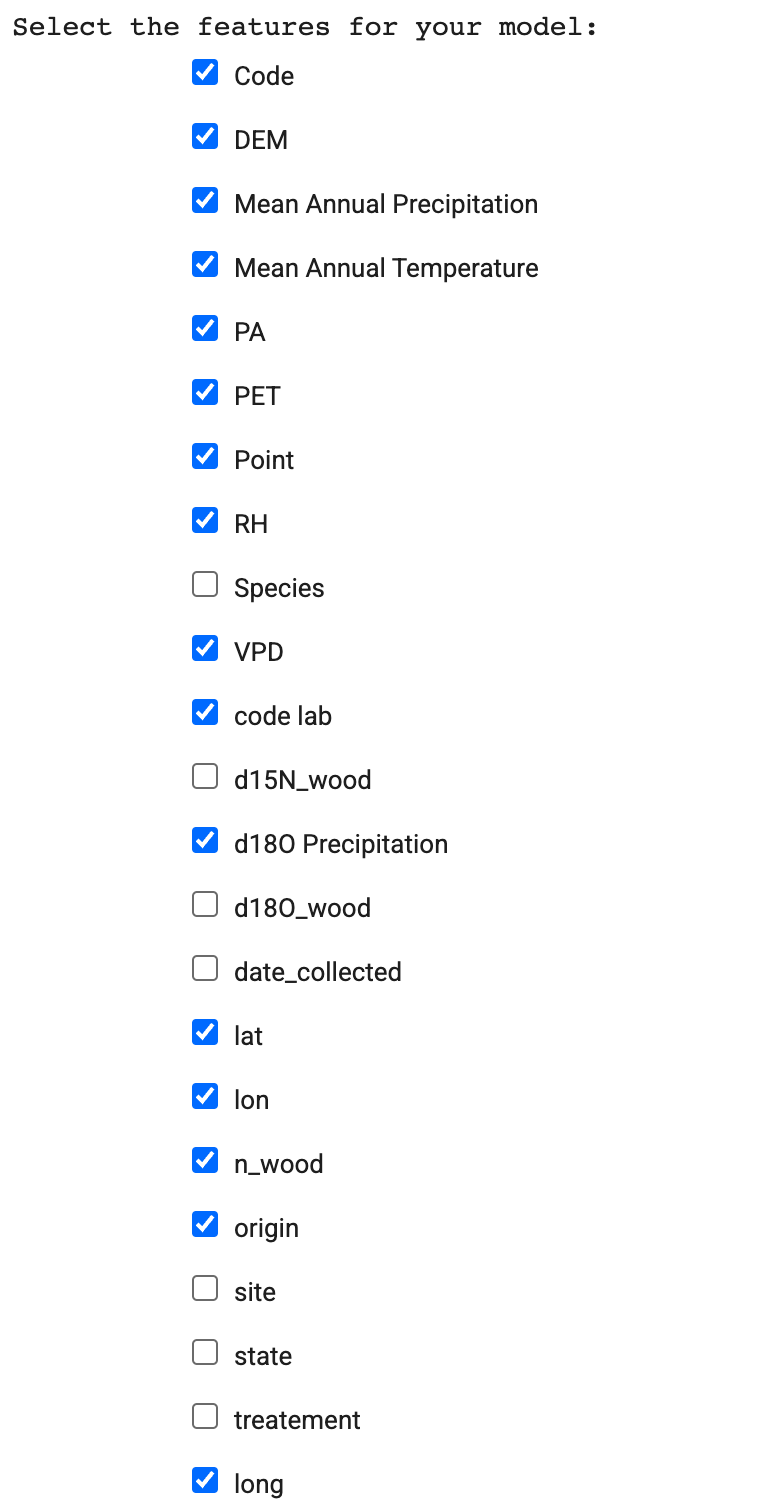 Select the features for your model:
Code
DEM
Mean Annual Precipitation
Mean Annual Temperature
PA
PET
Point
RH
Species
VPD
code lab
d15N_wood
d18O Precipitation
d18O_wood
date_collected
lat
lon
n_wood
origin
site
state
treatement
long